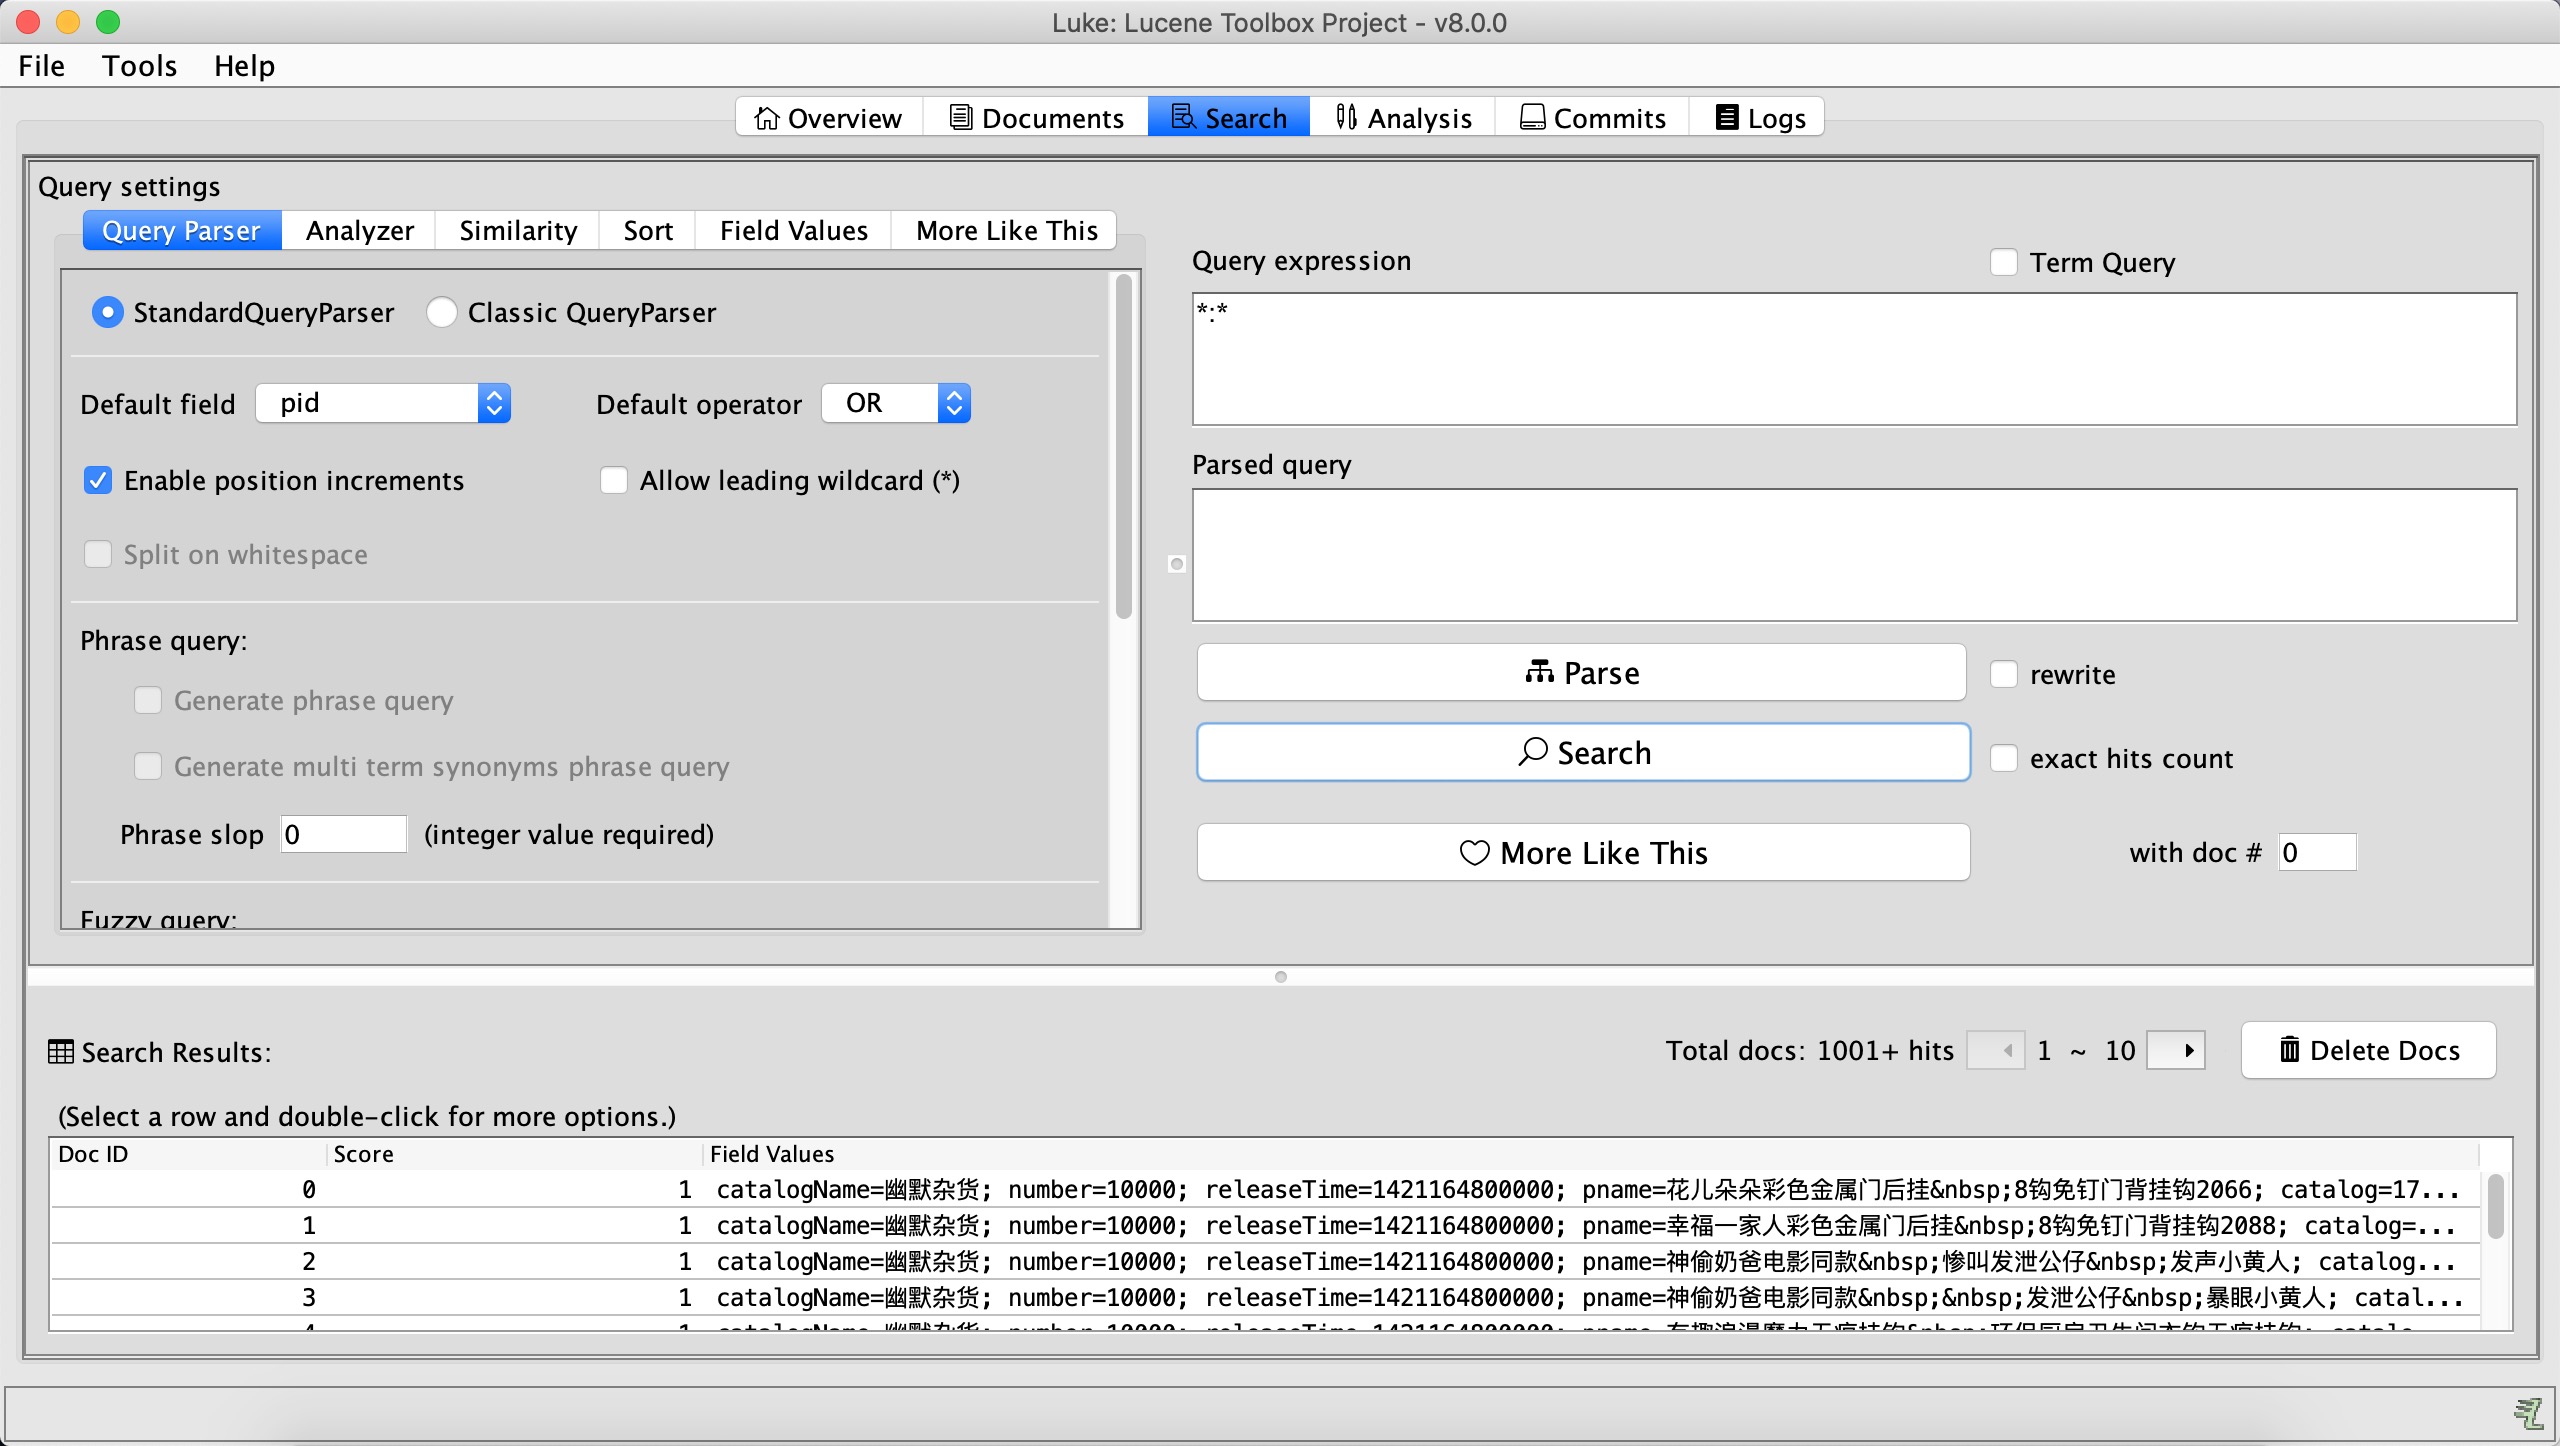 Luke: Lucene Toolbox Project - v8.0.0
File Tools Help
Overview Documents Search Analysis Commits Logs
Query settings
Query Parser Analyzer Similarity Sort Field Values More Like This
StandardQueryParser Classic QueryParser
Default field pid Default operator OR
Enable position increments Allow leading wildcard (*)
Split on whitespace
Phrase query:
Generate phrase query
Generate multi term synonyms phrase query
Phrase slop 0 (integer value required)
Fuzzy query:
Query expression Term Query
*:*
Parsed query
Parse rewrite
Search exact hits count
More Like This with doc # 0
Search Results: Total docs: 1001+ hits 1 ~ 10 Delete Docs
(Select a row and double-click for more options.)
Doc ID Score Field Values
0 1 catalogName=幽默杂货; number=10000; releaseTime=1421164800000; pname=花儿朵朵彩色金属门后挂&nbsp;8钩免钉门背挂钩2066; catalog=17...
1 1 catalogName=幽默杂货; number=10000; releaseTime=1421164800000; pname=幸福一家人彩色金属门后挂&nbsp;8钩免钉门背挂钩2088; catalog=...
2 1 catalogName=幽默杂货; number=10000; releaseTime=1421164800000; pname=神偷奶爸电影同款&nbsp;惨叫发泄公仔&nbsp;发声小黄人; catalog...
3 1 catalogName=幽默杂货; number=10000; releaseTime=1421164800000; pname=神偷奶爸电影同款&nbsp;&nbsp;发泄公仔&nbsp;暴眼小黄人; catal...